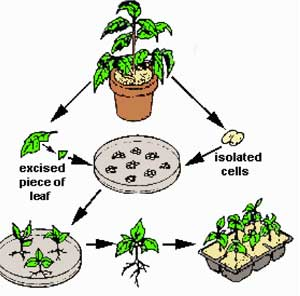 excised
piece of
leaf
isolated
cells